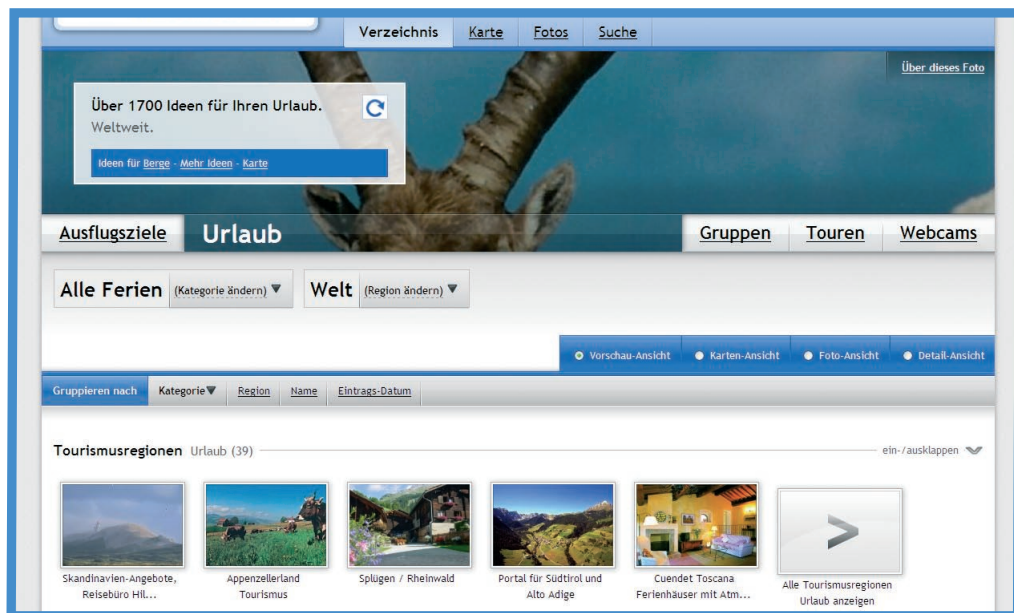 Verzeichnis Karte Fotos Suche
Über dieses Foto
Über 1700 Ideen für Ihren Urlaub.
Weltweit.
Ideen für Berge - Mehr Ideen - Karte
Ausflugsziele Urlaub Gruppen Touren Webcams
Alle Ferien (Kategorie ändern) Welt (Region ändern)
Vorschau-Ansicht Karten-Ansicht Foto-Ansicht Detail-Ansicht
Gruppieren nach Kategorie Region Name Eintrags-Datum
Tourismusregionen Urlaub (39) ein-/ausklappen
Skandinavien-Angebote,
Reisebüro Hil...
Appenzellerland
Tourismus
Splügen / Rheinwald
Portal für Südtirol und
Alto Adige
Cuendet Toscana
Ferienhäuser mit Atm...
Alle Tourismusregionen
Urlaub anzeigen